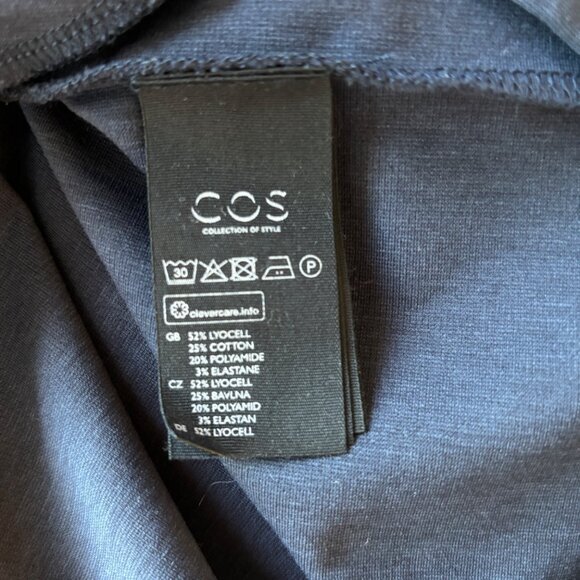 COS
COLLECTION OF STYLE
30 P
clevercare.info
GB 52% LYOCELL
25% COTTON
20% POLYAMIDE
3% ELASTANE
CZ 52% LYOCELL
25% BAVLNA
20% POLYAMID
3% ELASTAN
DE 52% LYOCELL